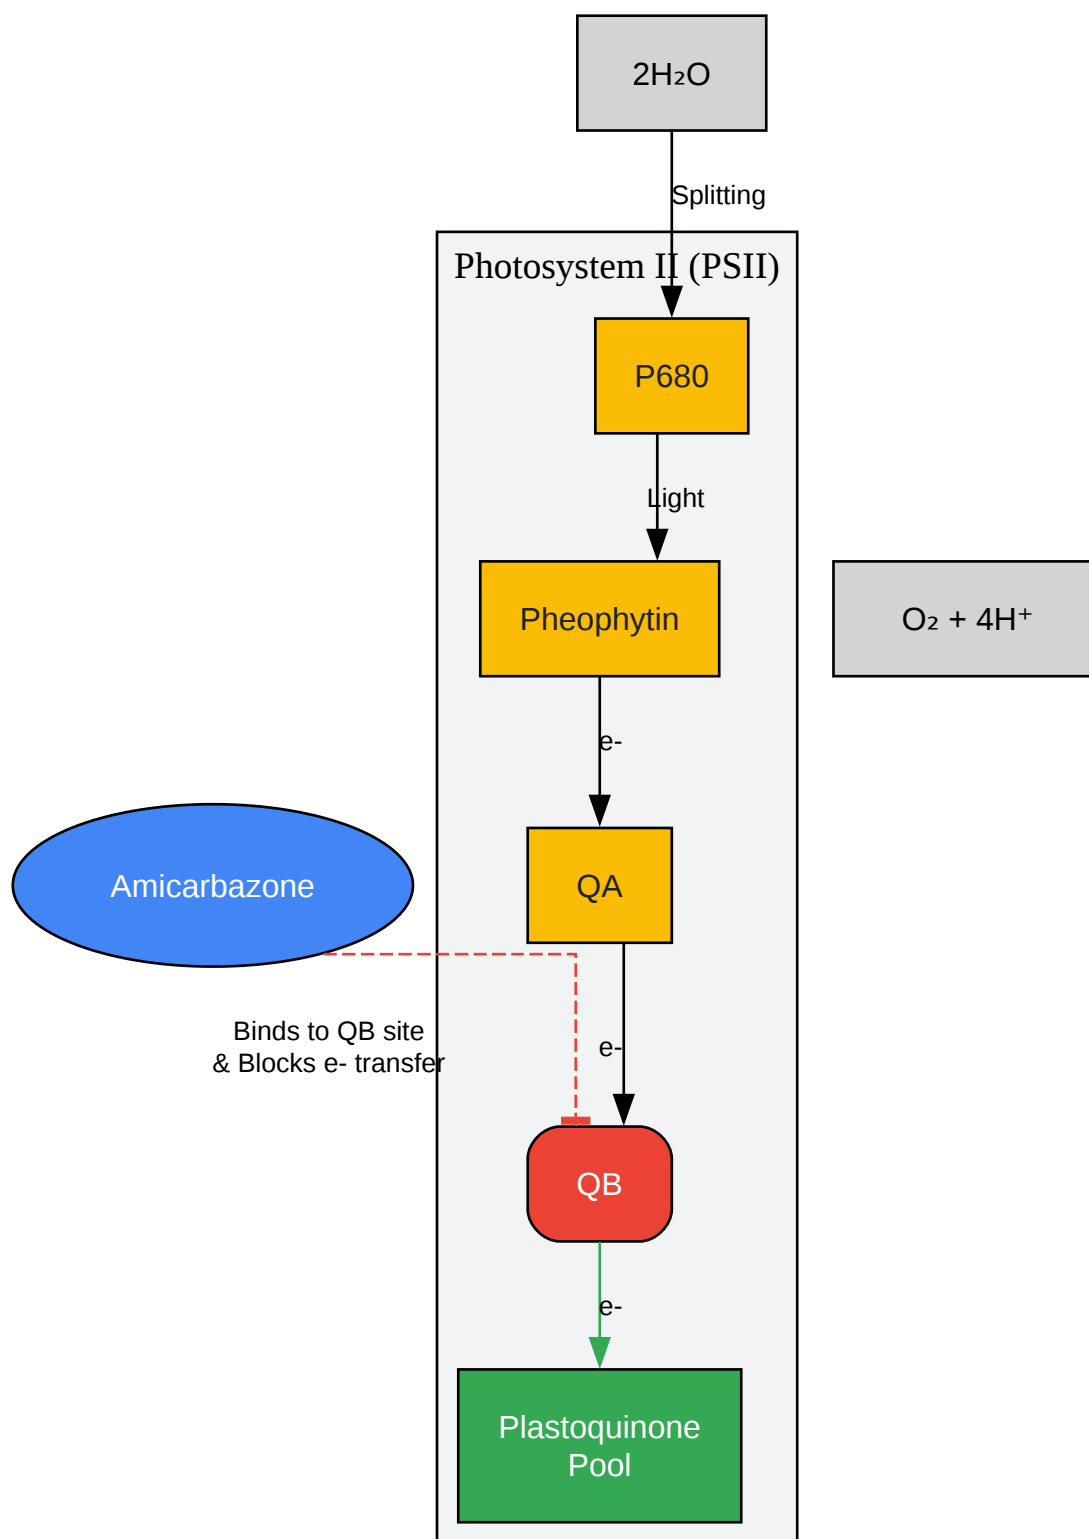 2H₂O
Splitting
Photosystem II (PSII)
P680
Light
Pheophytin
O₂ + 4H⁺
e-
Amicarbazone
QA
Binds to QB site
& Blocks e- transfer
e-
QB
e-
Plastoquinone
Pool